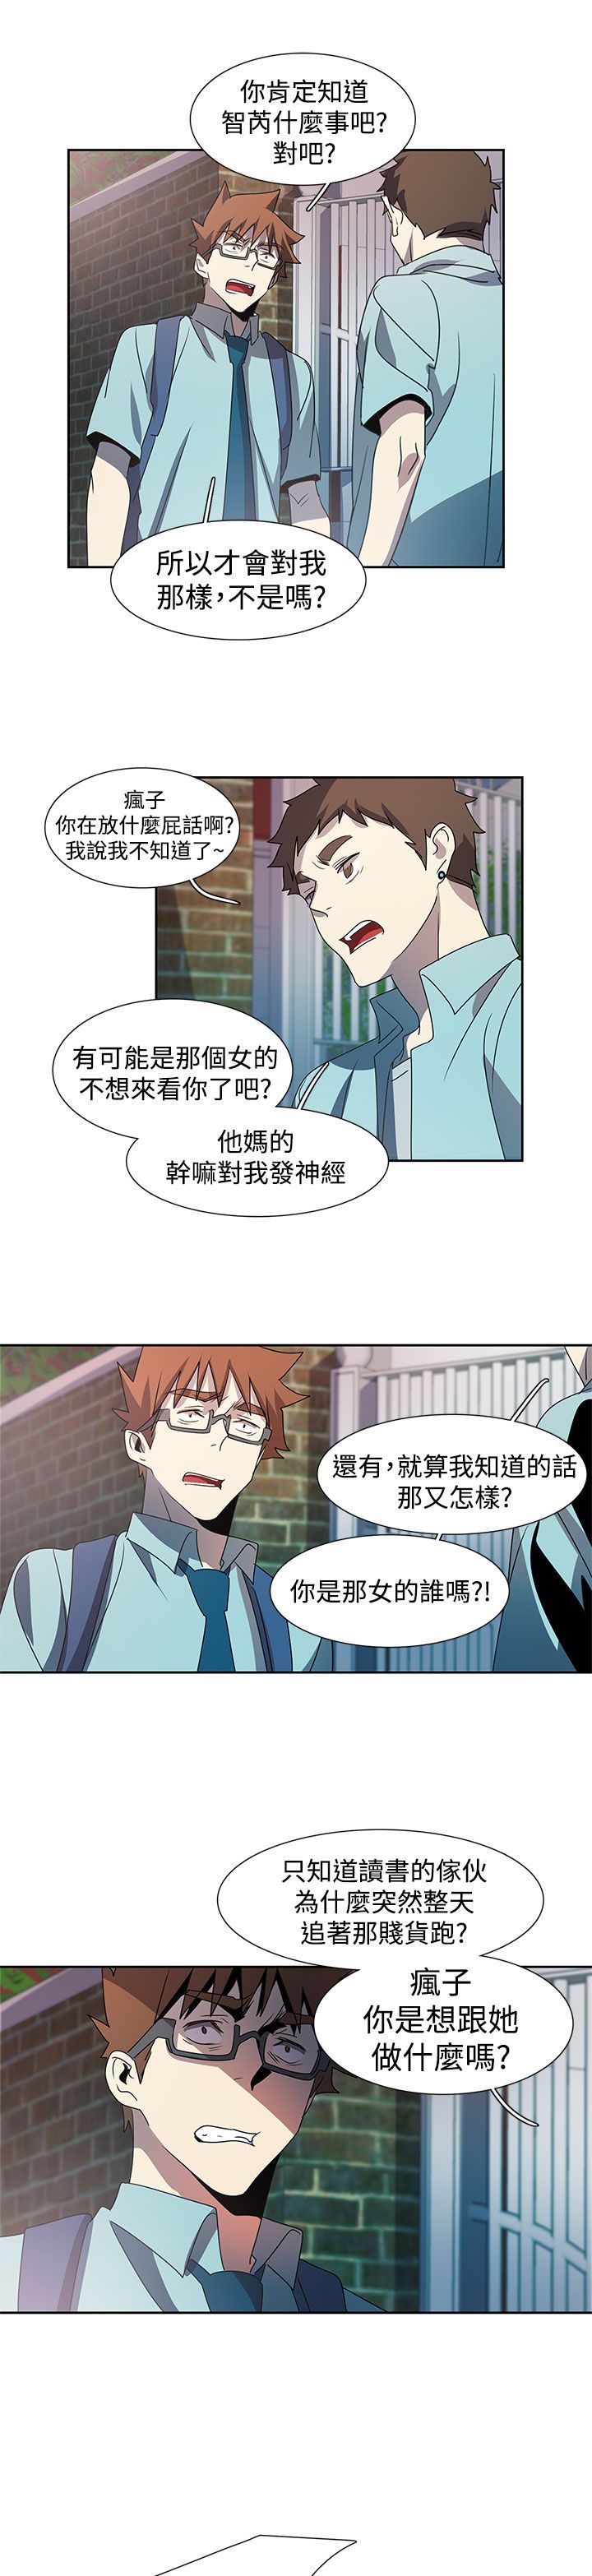 你肯定知道
智芮什麼事吧?
對吧?
所以才會對我
那樣，不是嗎?
瘋子
你在放什麼屁話啊?
我說我不知道了~
有可能是那個女的
不想來看你了吧?
他媽的
幹嘛對我發神經
還有，就算我知道的話
那又怎樣?
你是那女的誰嗎?!
只知道讀書的傢伙
為什麼突然整天
追著那賤貨跑?
瘋子
你是想跟她
做什麼嗎?